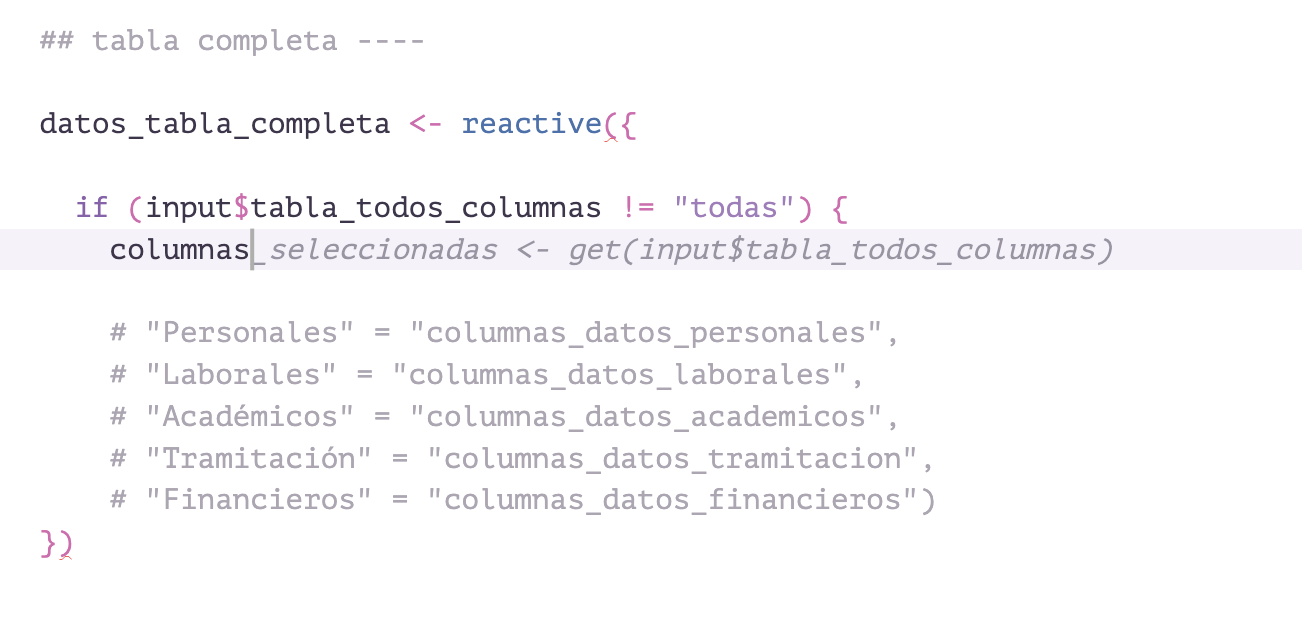 ## tabla completa ----
datos_tabla_completa <- reactive({
if (input$tabla_todos_columnas != "todas") {
columnas_seleccionadas <- get(input$tabla_todos_columnas)
# "Personales" = "columnas_datos_personales",
# "Laborales" = "columnas_datos_laborales",
# "Académicos" = "columnas_datos_academicos",
# "Tramitación" = "columnas_datos_tramitacion",
# "Financieros" = "columnas_datos_financieros")
})